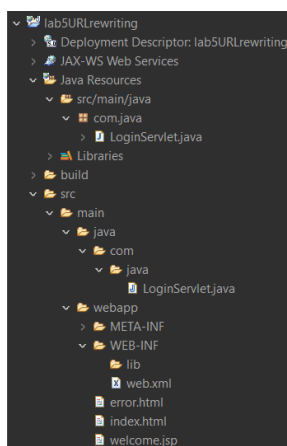 lab5URLrewriting
Deployment Descriptor: lab5URLrewriting
JAX-WS Web Services
Java Resources
src/main/java
com.java
LoginServlet.java
Libraries
build
src
main
java
com
java
LoginServlet.java
webapp
META-INF
WEB-INF
lib
web.xml
error.html
index.html
welcome.jsp